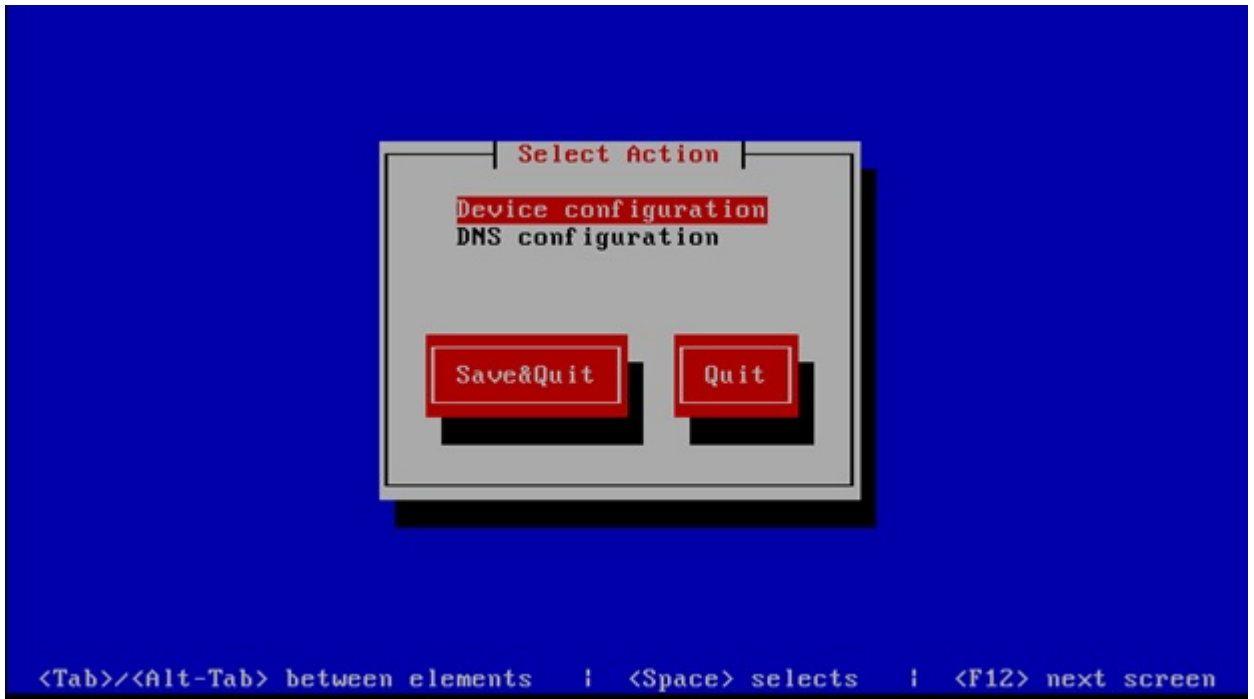 Select Action
Device configuration
DNS configuration
Save&Quit Quit
<Tab>/<Alt-Tab> between elements | <Space> selects | <F12> next screen